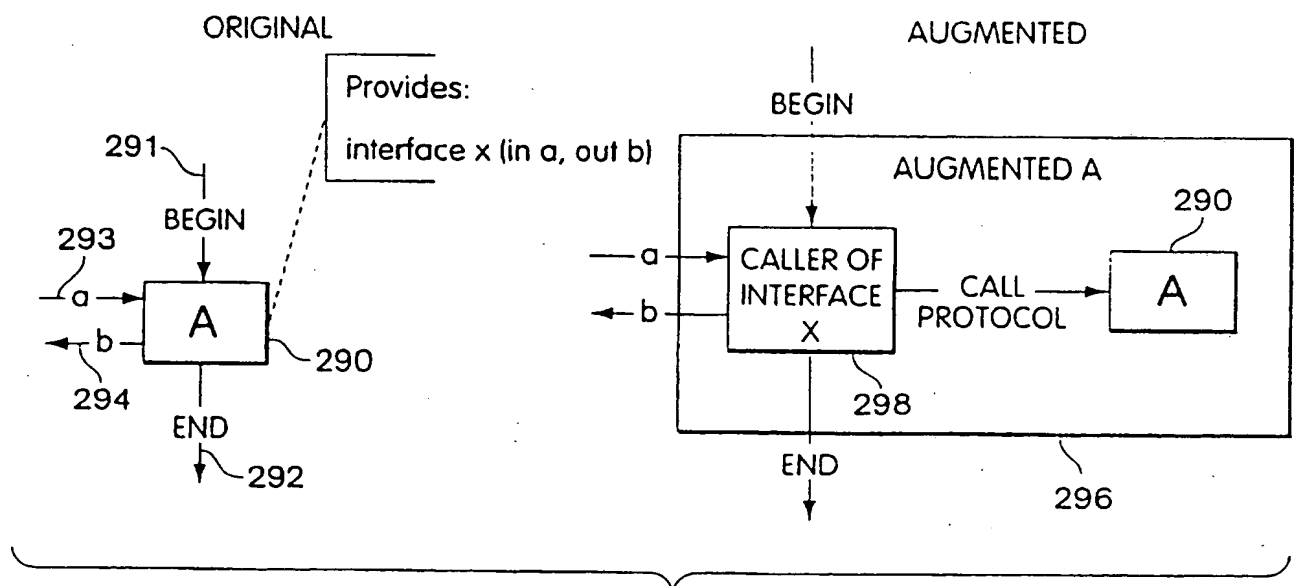 ORIGINAL
Provides:
interface x (in a, out b)
291
BEGIN
293
a
A
b
290
294
END
292
AUGMENTED
BEGIN
AUGMENTED A
290
a
CALLER OF
INTERFACE
X
b
CALL
PROTOCOL
A
298
END
296